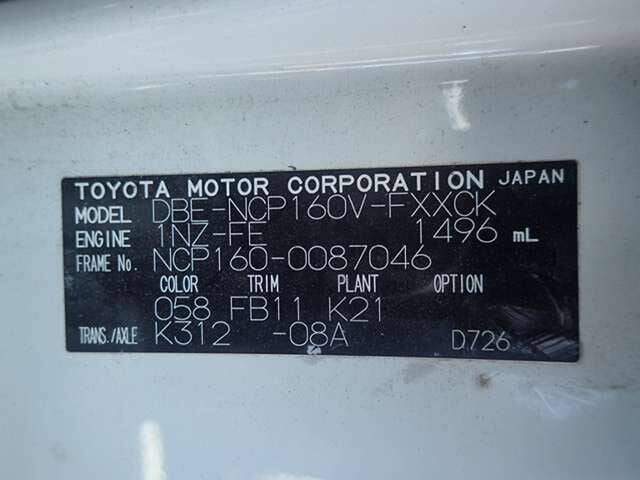 TOYOTA MOTOR CORPORATION JAPAN
MODEL DBE-NCP160V-FXXCK
ENGINE 1NZ-FE 1496 mL
FRAME No. NCP160-0087046
COLOR TRIM PLANT OPTION
058 FB11 K21
TRANS./AXLE K312 -08A D726